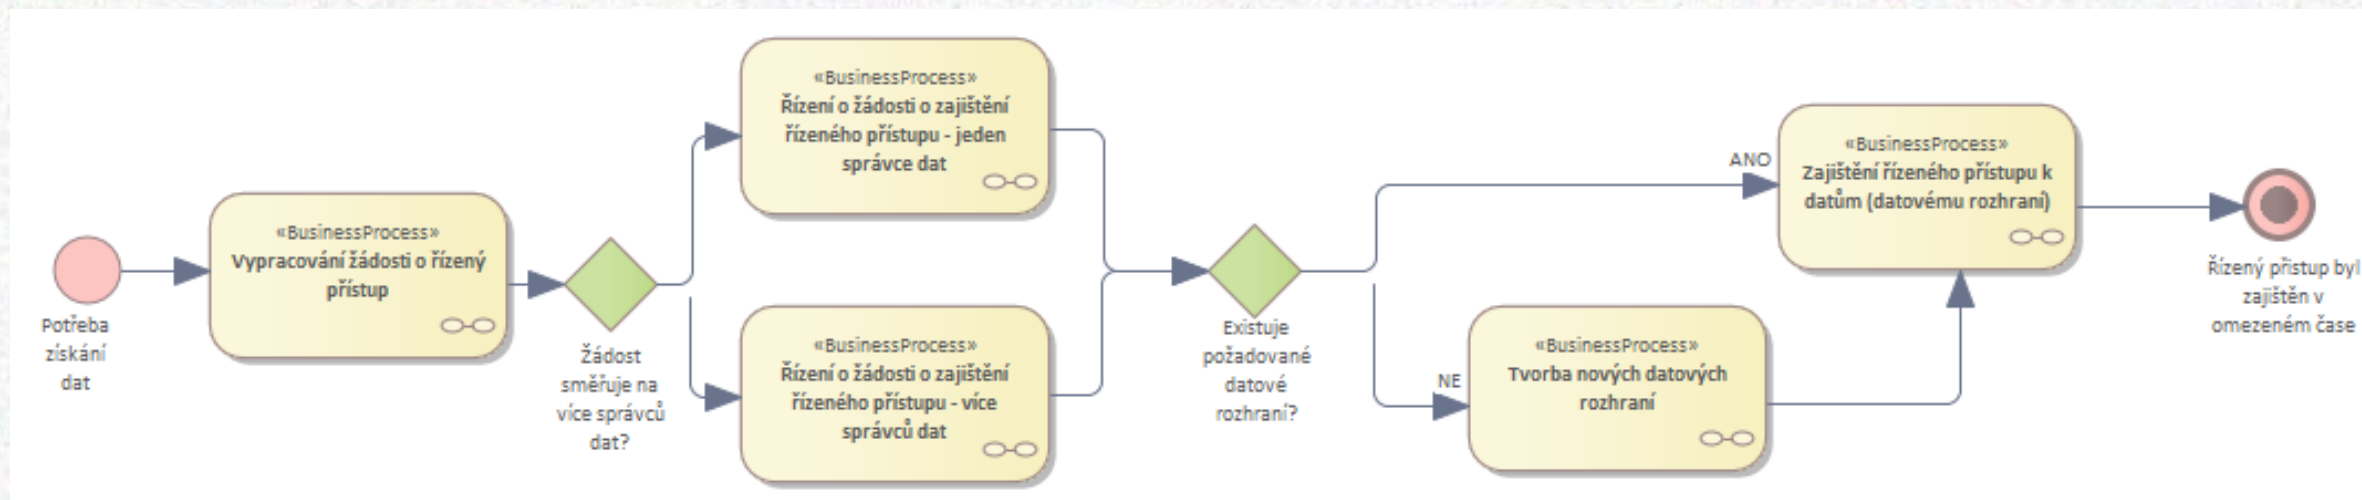 Potřeba
získání
dat
«BusinessProcess»
Vypracování žádosti o řízený
přístup
Žádost
směřuje na
více správců
dat?
«BusinessProcess»
Řízení o žádosti o zajištění
řízeného přístupu - jeden
správce dat
«BusinessProcess»
Řízení o žádosti o zajištění
řízeného přístupu - více
správců dat
Existuje
požadované
datové
rozhraní?
ANO
NE
«BusinessProcess»
Tvorba nových datových
rozhraní
«BusinessProcess»
Zajištění řízeného přístupu k
datům (datovému rozhraní)
Řízený přístup byl
zajištěn v
omezeném čase